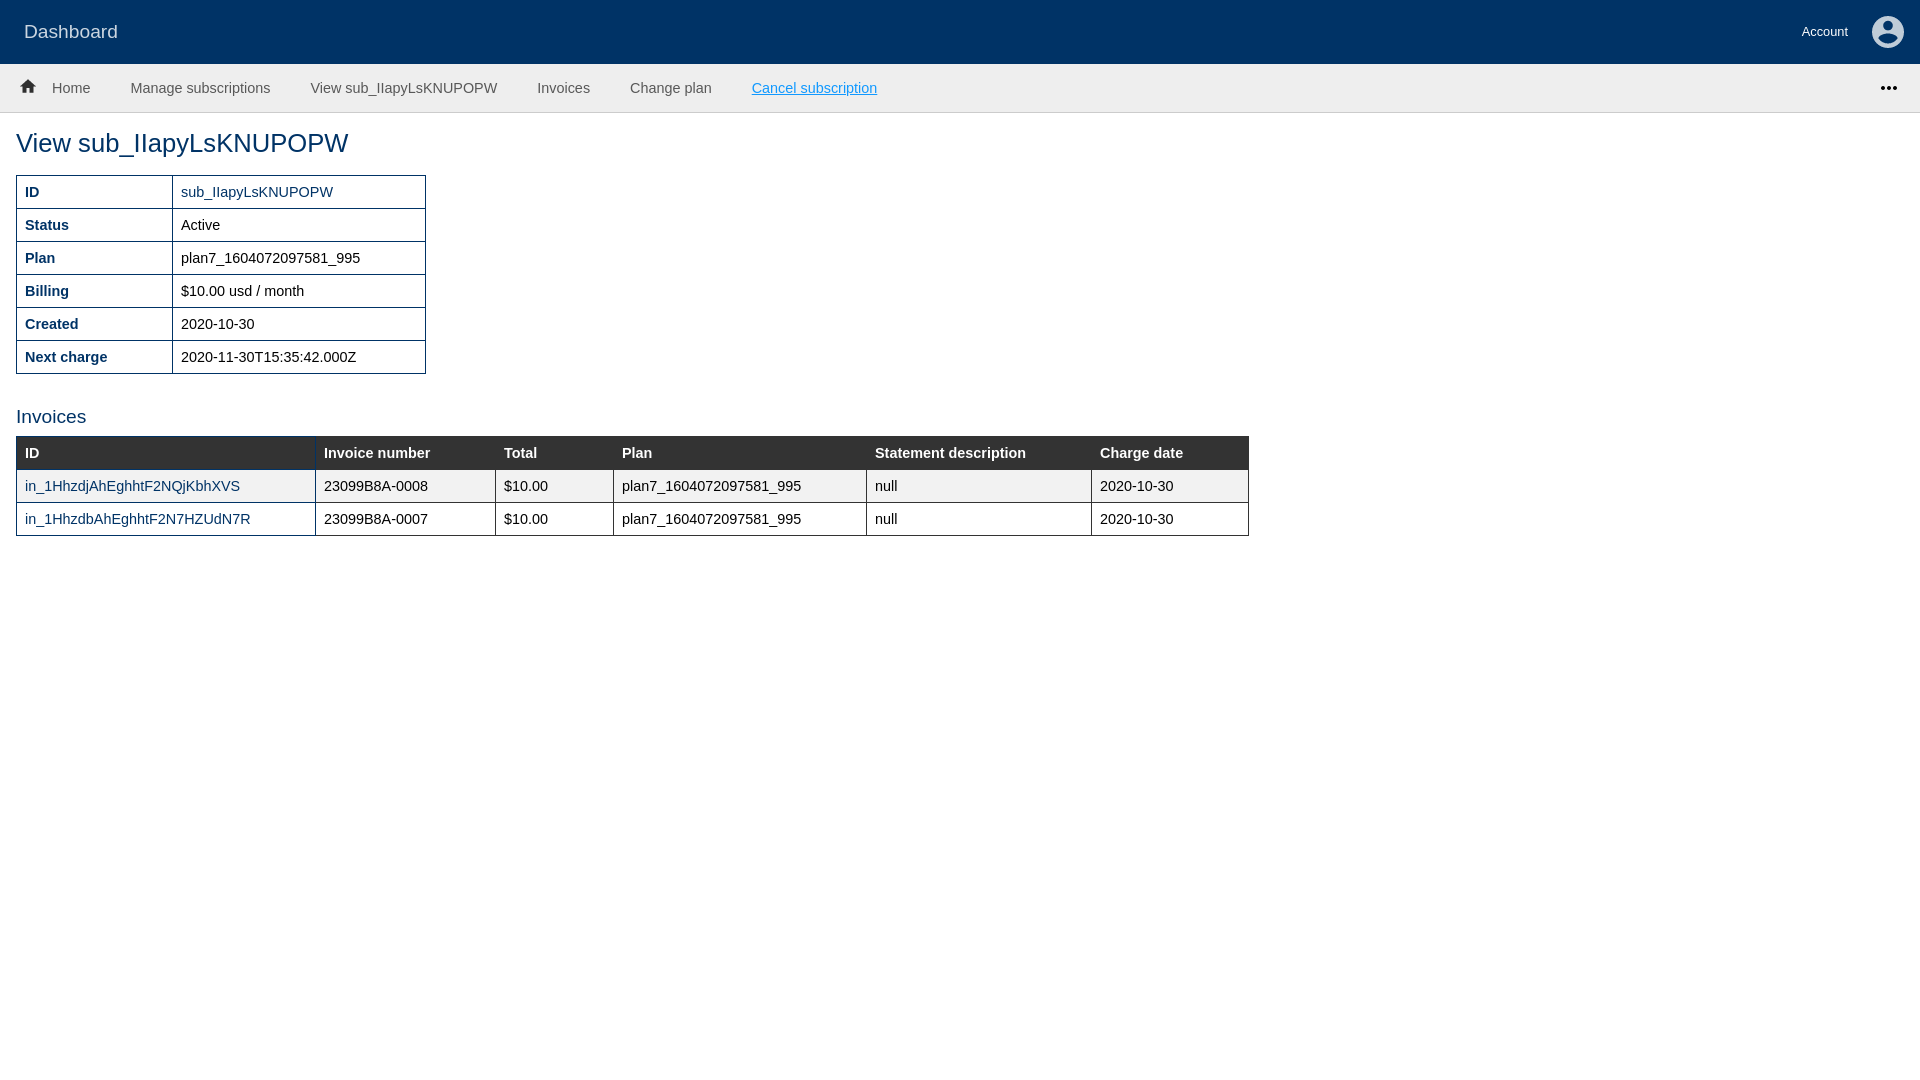 Dashboard
Account
Home Manage subscriptions View sub_IIapyLsKNUPOPW Invoices Change plan Cancel subscription
View sub_IIapyLsKNUPOPW
ID sub_IIapyLsKNUPOPW
Status Active
Plan plan7_1604072097581_995
Billing $10.00 usd / month
Created 2020-10-30
Next charge 2020-11-30T15:35:42.000Z
Invoices
ID Invoice number Total Plan Statement description Charge date
in_1HhzdjAhEghhtF2NQjKbhXVS 23099B8A-0008 $10.00 plan7_1604072097581_995 null 2020-10-30
in_1HhzdbAhEghhtF2N7HZUdN7R 23099B8A-0007 $10.00 plan7_1604072097581_995 null 2020-10-30